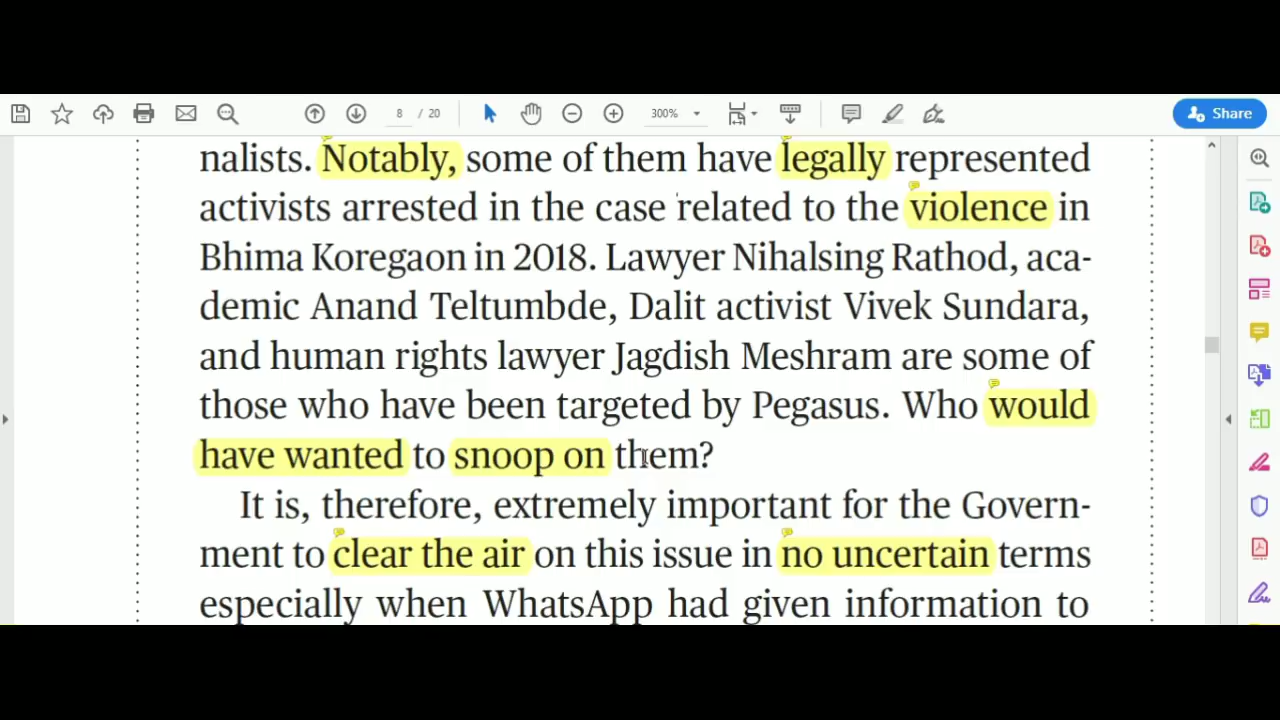 8 / 20 300% Share
nalists. Notably, some of them have legally represented
activists arrested in the case related to the violence in
Bhima Koregaon in 2018. Lawyer Nihalsing Rathod, aca-
demic Anand Teltumbde, Dalit activist Vivek Sundara,
and human rights lawyer Jagdish Meshram are some of
those who have been targeted by Pegasus. Who would
have wanted to snoop on them?
It is, therefore, extremely important for the Govern-
ment to clear the air on this issue in no uncertain terms
especially when WhatsApp had given information to